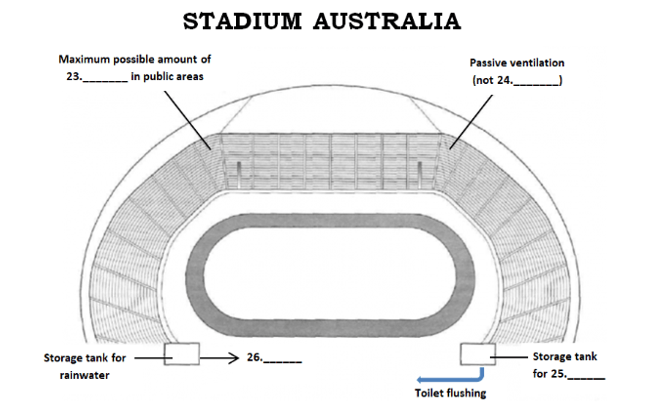 STADIUM AUSTRALIA
Maximum possible amount of
23._______ in public areas
Passive ventilation
(not 24._______)
Storage tank for
rainwater
26.______
Storage tank
for 25.______
Toilet flushing